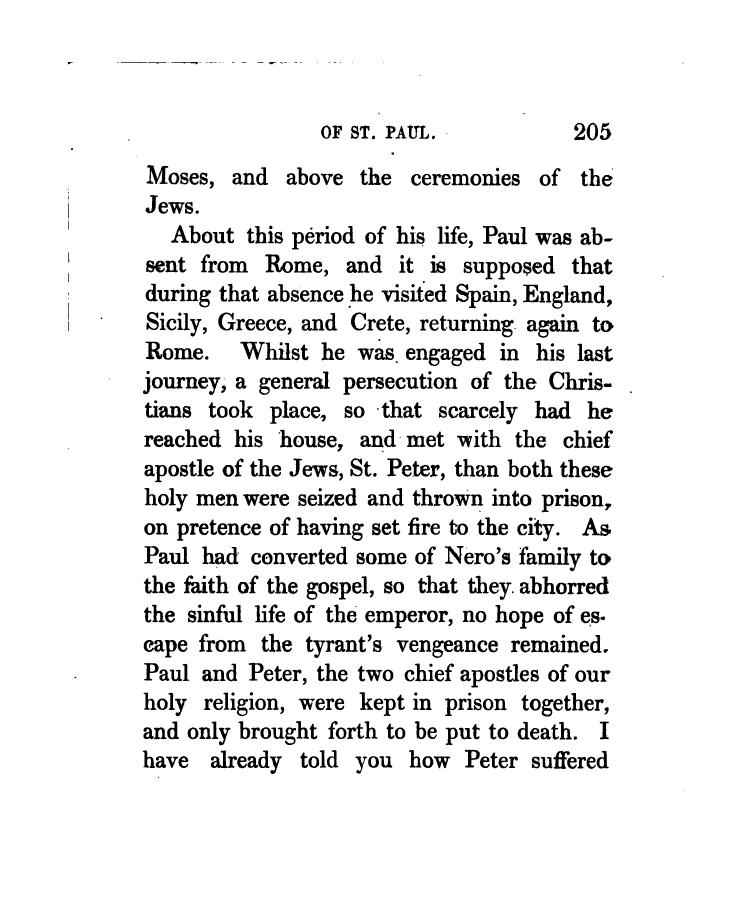 OF ST. PAUL. 205
Moses, and above the ceremonies of the
Jews.
About this period of his life, Paul was ab-
sent from Rome, and it is supposed that
during that absence he visited Spain, England,
Sicily, Greece, and Crete, returning again to
Rome. Whilst he was engaged in his last
journey, a general persecution of the Chris-
tians took place, so that scarcely had he
reached his house, and met with the chief
apostle of the Jews, St. Peter, than both these
holy men were seized and thrown into prison,
on pretence of having set fire to the city. As
Paul had converted some of Nero's family to
the faith of the gospel, so that they abhorred
the sinful life of the emperor, no hope of es-
cape from the tyrant's vengeance remained.
Paul and Peter, the two chief apostles of our
holy religion, were kept in prison together,
and only brought forth to be put to death. I
have already told you how Peter suffered